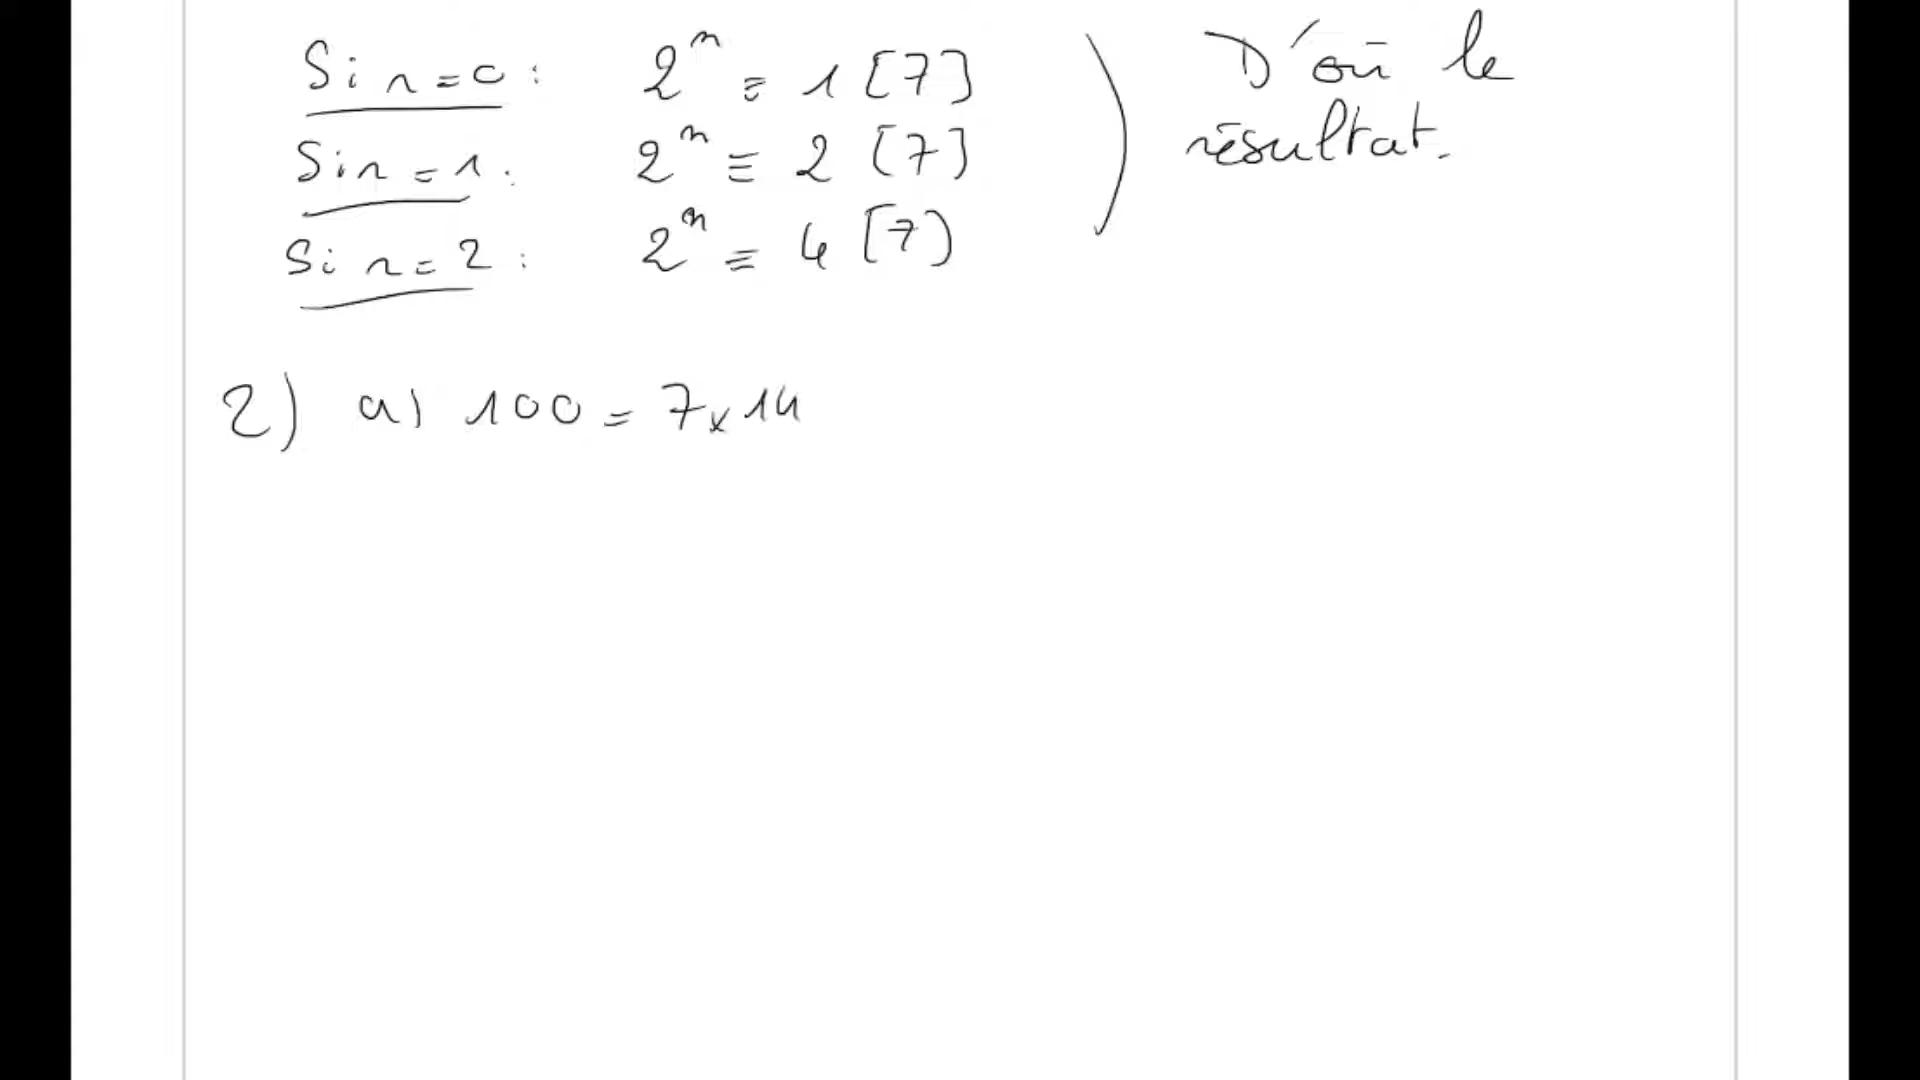 Si r = 0 : 2^n ≡ 1 [7] ) D'où le
Si r = 1 : 2^n ≡ 2 [7] résultat.
Si r = 2 : 2^n ≡ 4 [7]
2) a) 100 = 7 x 14